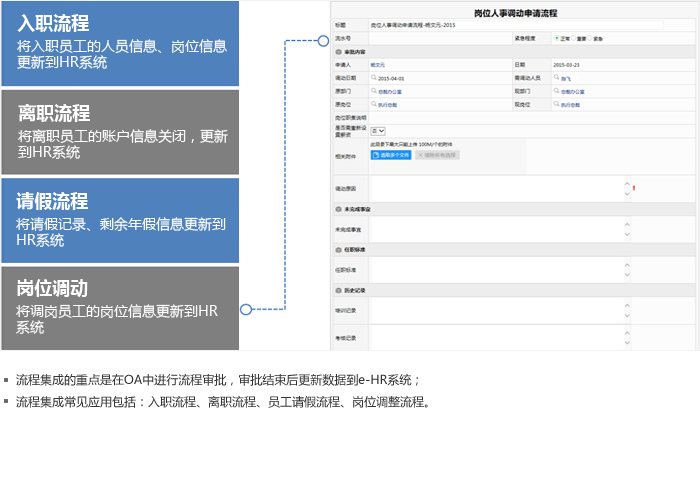 入职流程
将入职员工的人员信息、岗位信息
更新到HR系统
离职流程
将离职员工的账户信息关闭，更新
到HR系统
请假流程
将请假记录、剩余年假信息更新到
HR系统
岗位调动
将调岗员工的岗位信息更新到HR
系统
岗位人事调动申请流程
标题 岗位人事调动申请流程-杨文元-2015
流水号 紧急程度 正常 重要 紧急
审批内容
申请人 杨文元 日期 2015-03-23
调动日期 2015-04-01 需调动人员 陈飞
原部门 总裁办公室 现部门 总裁办公室
原岗位 执行总裁 现岗位 执行总裁
岗位职责说明
是否需重新设
置薪资
此目录下最大只能上传 100M/个的附件
相关附件 选取多个文件 清除所有选择
调动原因
未完成事宜
未完成事宜
任职标准
任职标准
历史记录
培训记录
考核记录
流程集成的重点是在OA中进行流程审批，审批结束后更新数据到e-HR系统；
流程集成常见应用包括：入职流程、离职流程、员工请假流程、岗位调整流程。